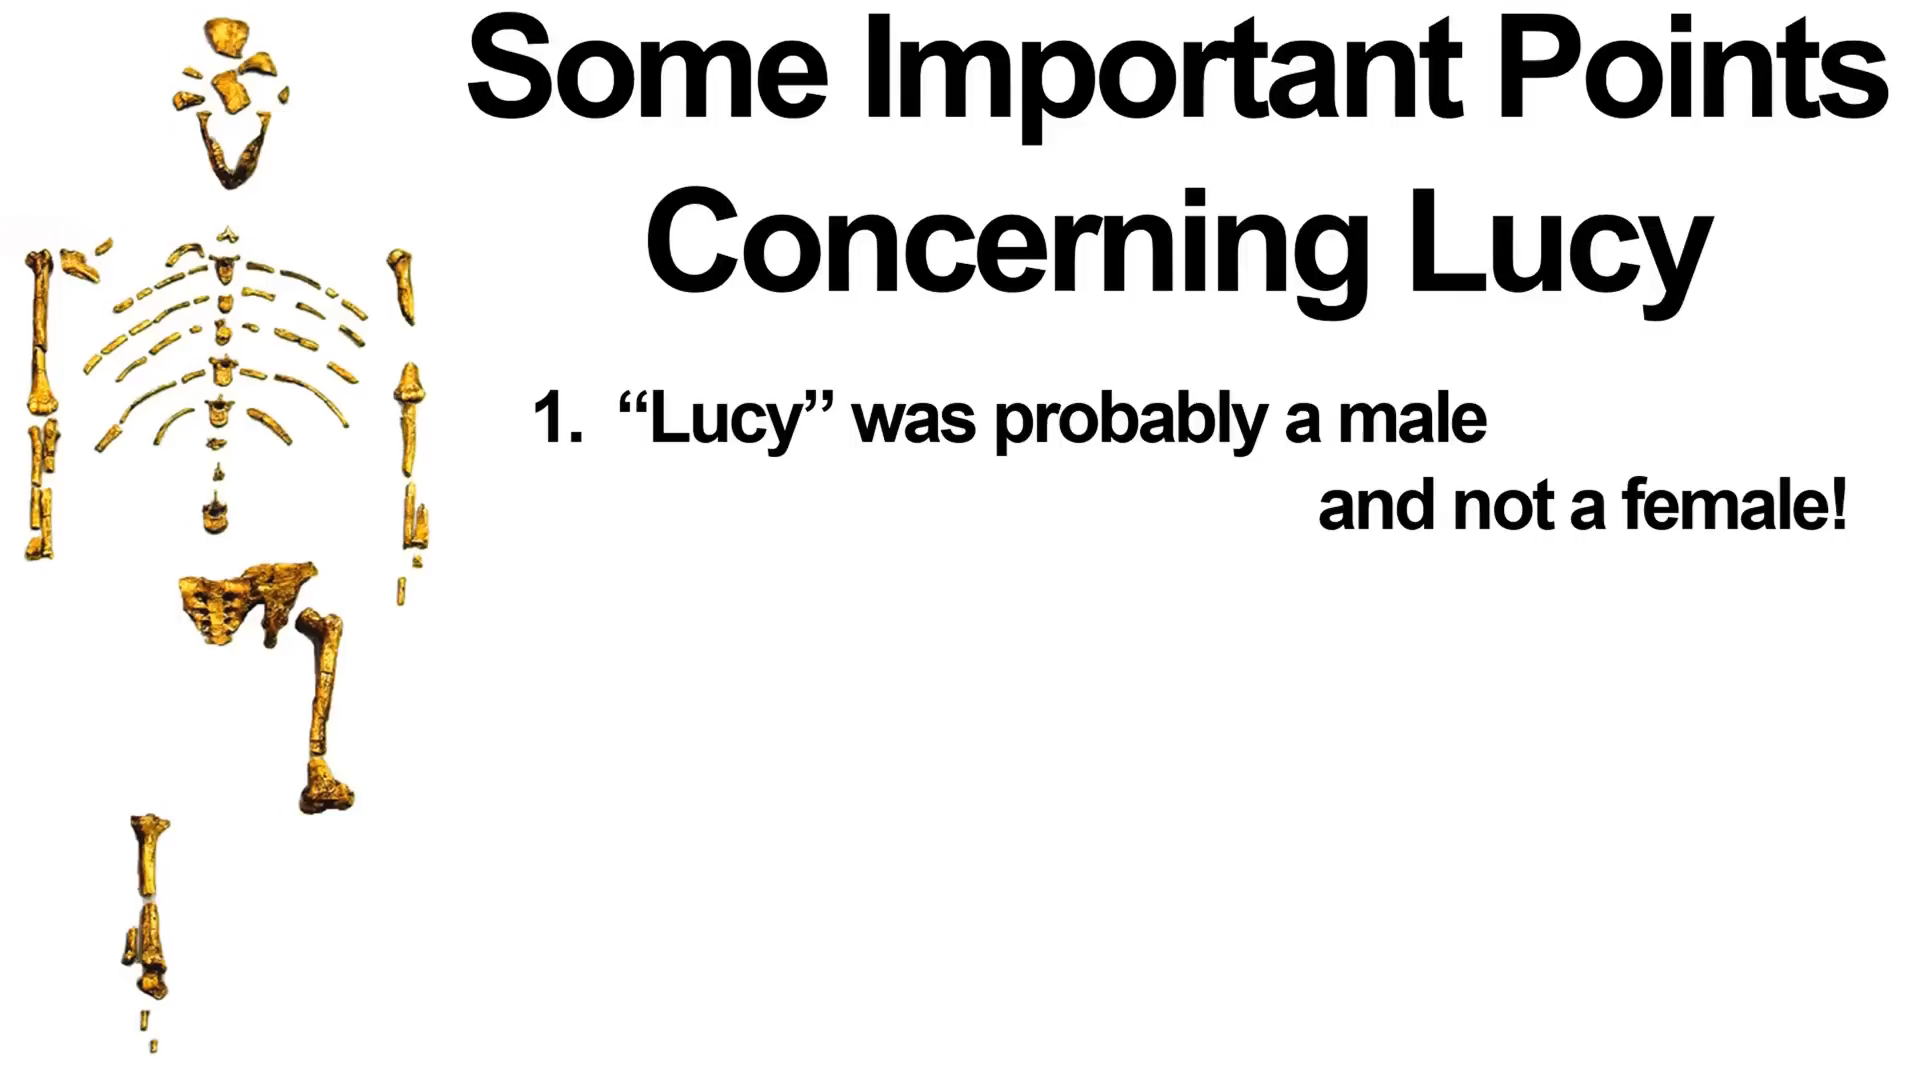 Some Important Points
Concerning Lucy
1. “Lucy” was probably a male
and not a female!